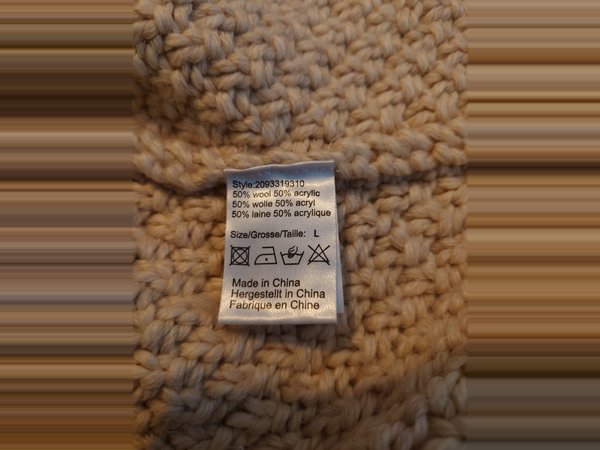 Style:2093319310
50% wool 50% acrylic
50% wolle 50% acryl
50% laine 50% acrylique
Size/Grosse/Taille: L
Made in China
Hergestellt in China
Fabrique en Chine